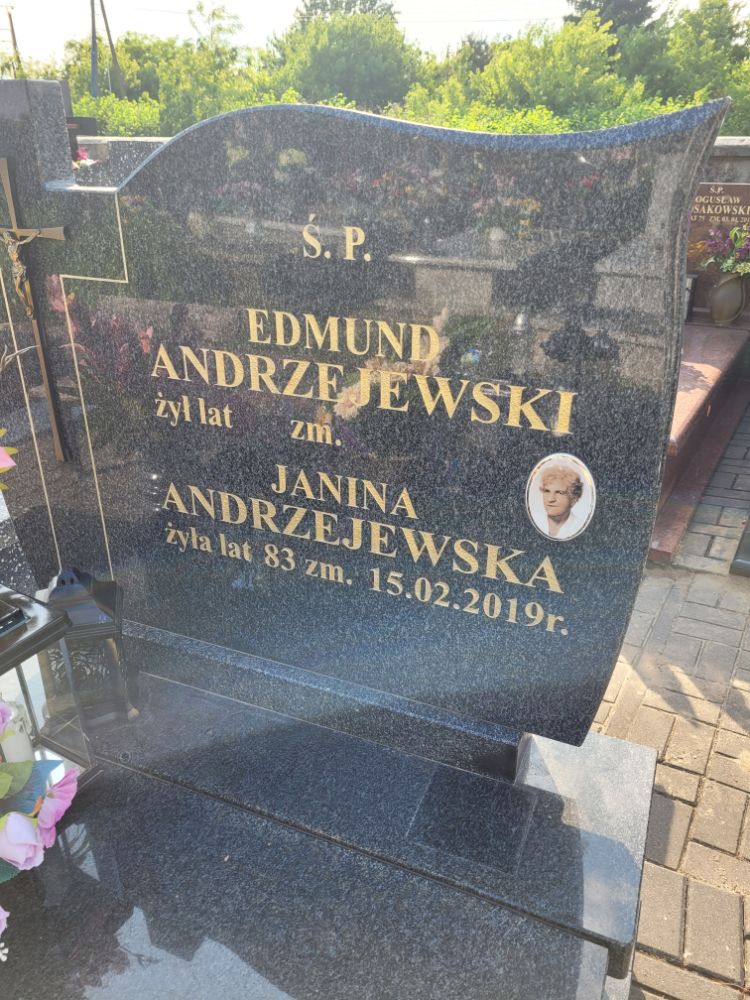 Ś. P.
EDMUND
ANDRZEJEWSKI
żył lat zm.
JANINA
ANDRZEJEWSKA
żyła lat 83 zm. 15.02.2019r.
Ś.P.